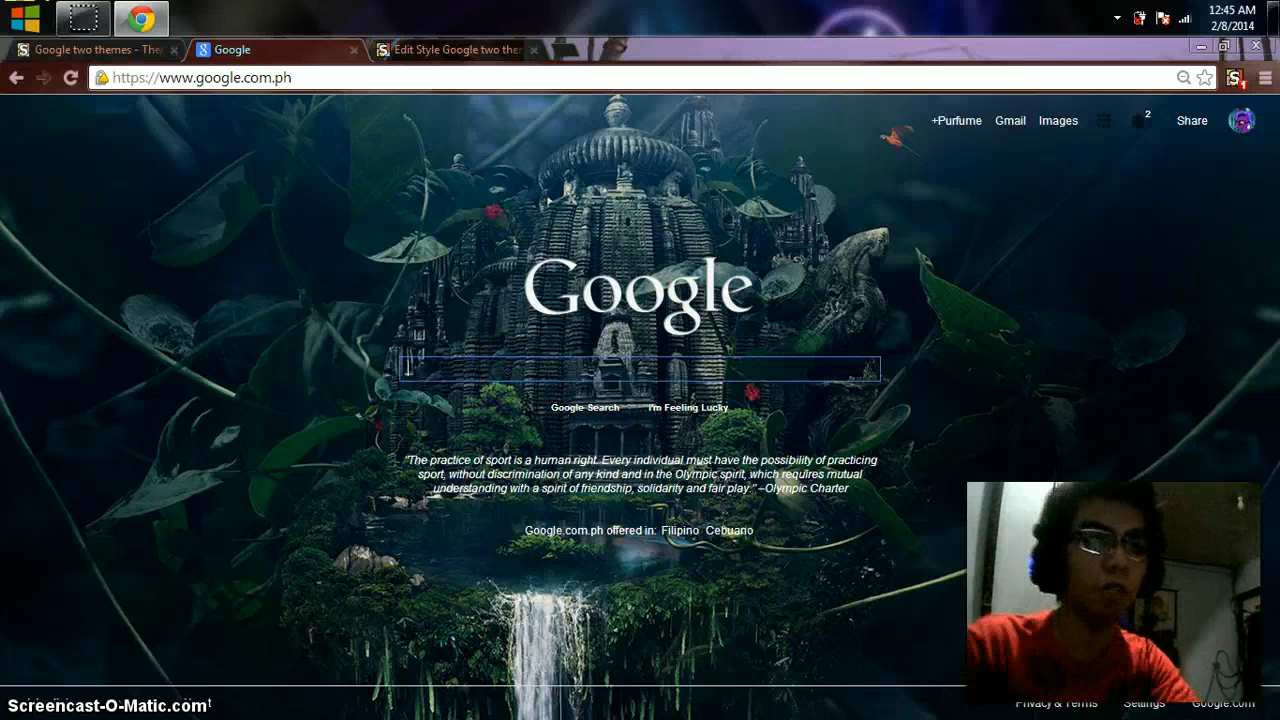 12:45 AM
2/8/2014
Google two themes - The
Google
Edit Style Google two the
https://www.google.com.ph
+Purfume Gmail Images 2 Share
Google
Google Search I'm Feeling Lucky
"The practice of sport is a human right. Every individual must have the possibility of practicing
sport, without discrimination of any kind and in the Olympic spirit, which requires mutual
understanding with a spirit of friendship, solidarity and fair play." –Olympic Charter
Google.com.ph offered in: Filipino Cebuano
Privacy & Terms Settings Google.com
Screencast-O-Matic.com